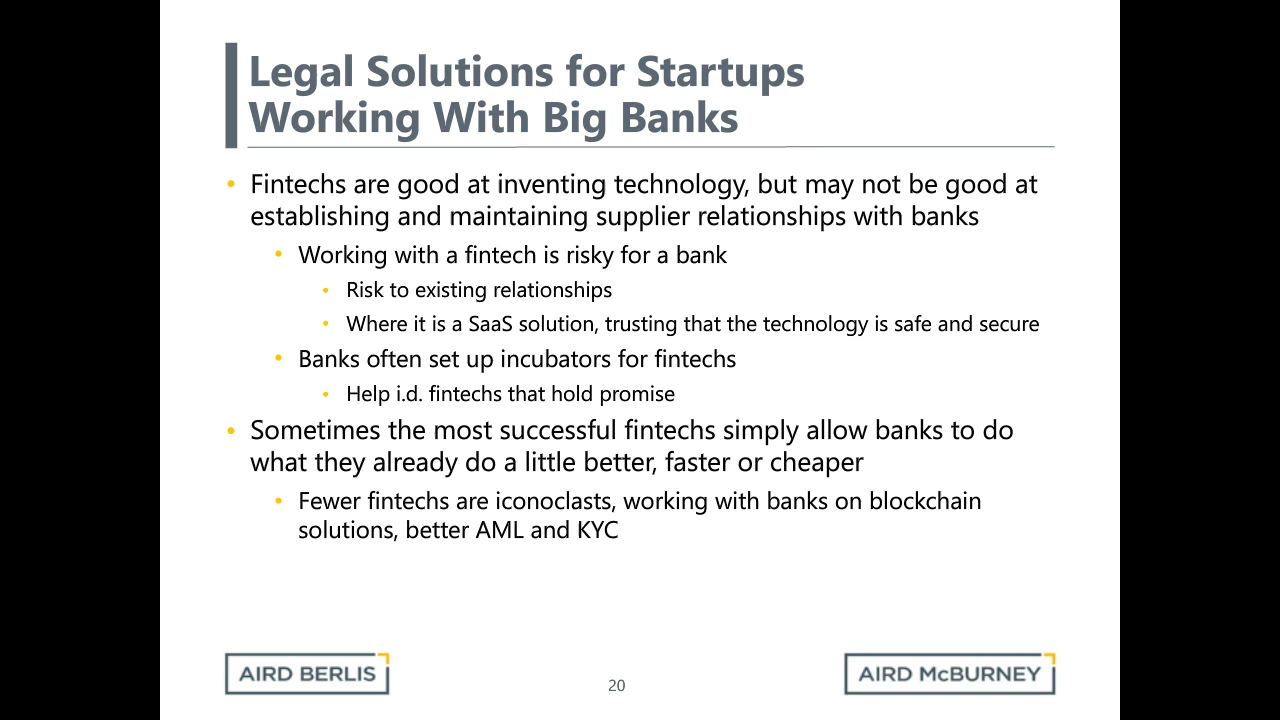 Legal Solutions for Startups
Working With Big Banks
• Fintechs are good at inventing technology, but may not be good at
establishing and maintaining supplier relationships with banks
• Working with a fintech is risky for a bank
• Risk to existing relationships
• Where it is a SaaS solution, trusting that the technology is safe and secure
• Banks often set up incubators for fintechs
• Help i.d. fintechs that hold promise
• Sometimes the most successful fintechs simply allow banks to do
what they already do a little better, faster or cheaper
• Fewer fintechs are iconoclasts, working with banks on blockchain
solutions, better AML and KYC
AIRD BERLIS
20
AIRD McBURNEY